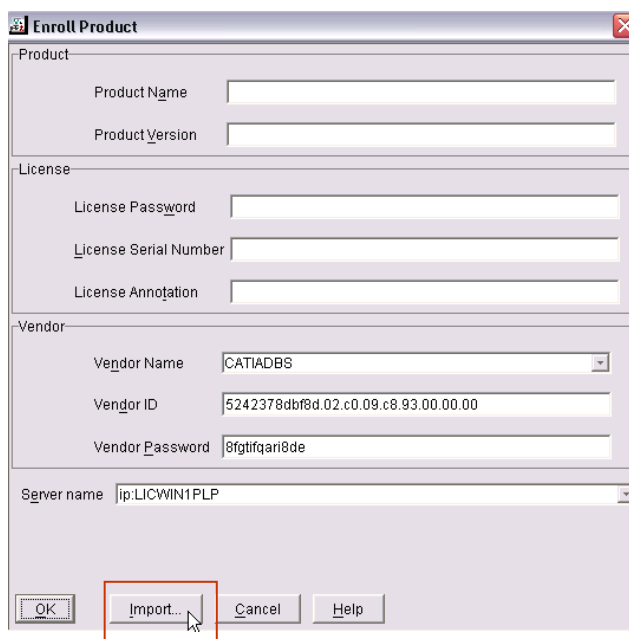 Enroll Product
Product
Product Name
Product Version
License
License Password
License Serial Number
License Annotation
Vendor
Vendor Name CATIADBS
Vendor ID 5242378dbf8d.02.c0.09.c8.93.00.00.00
Vendor Password 8fgtifqari8de
Server name ip:LICWIN1PLP
OK Import... Cancel Help